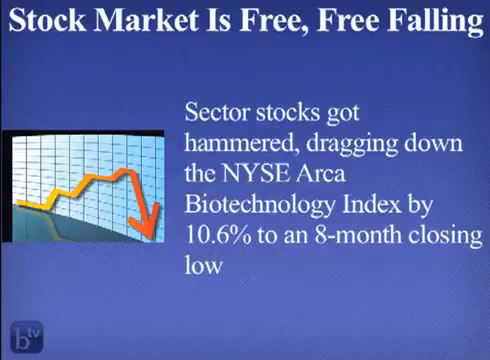 Stock Market Is Free, Free Falling
Sector stocks got
hammered, dragging down
the NYSE Arca
Biotechnology Index by
10.6% to an 8-month closing
low
btv